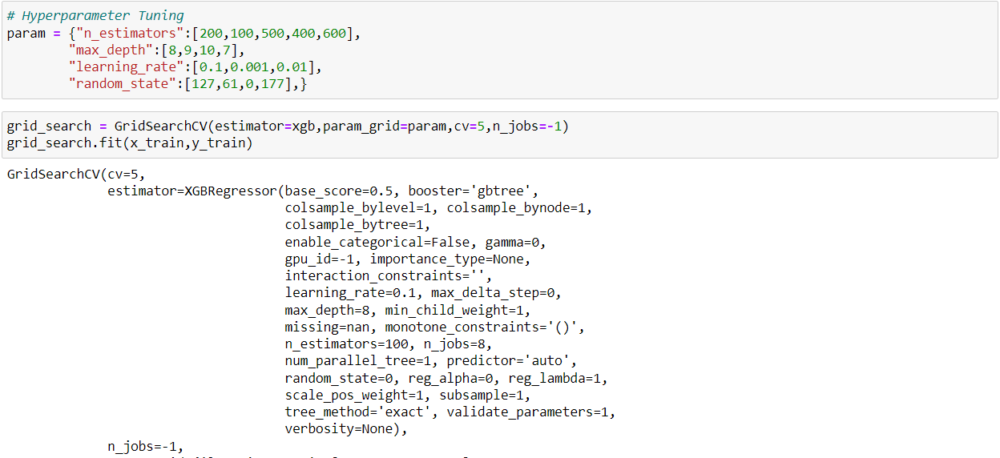 # Hyperparameter Tuning
param = {"n_estimators":[200,100,500,400,600],
"max_depth":[8,9,10,7],
"learning_rate":[0.1,0.001,0.01],
"random_state":[127,61,0,177],}
grid_search = GridSearchCV(estimator=xgb,param_grid=param,cv=5,n_jobs=-1)
grid_search.fit(x_train,y_train)
GridSearchCV(cv=5,
estimator=XGBRegressor(base_score=0.5, booster='gbtree',
colsample_bylevel=1, colsample_bynode=1,
colsample_bytree=1,
enable_categorical=False, gamma=0,
gpu_id=-1, importance_type=None,
interaction_constraints='',
learning_rate=0.1, max_delta_step=0,
max_depth=8, min_child_weight=1,
missing=nan, monotone_constraints='()',
n_estimators=100, n_jobs=8,
num_parallel_tree=1, predictor='auto',
random_state=0, reg_alpha=0, reg_lambda=1,
scale_pos_weight=1, subsample=1,
tree_method='exact', validate_parameters=1,
verbosity=None),
n_jobs=-1,